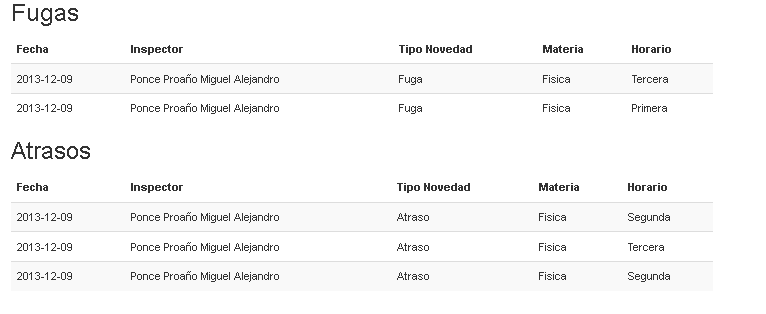 Fugas
Fecha Inspector Tipo Novedad Materia Horario
2013-12-09 Ponce Proaño Miguel Alejandro Fuga Fisica Tercera
2013-12-09 Ponce Proaño Miguel Alejandro Fuga Fisica Primera
Atrasos
Fecha Inspector Tipo Novedad Materia Horario
2013-12-09 Ponce Proaño Miguel Alejandro Atraso Fisica Segunda
2013-12-09 Ponce Proaño Miguel Alejandro Atraso Fisica Tercera
2013-12-09 Ponce Proaño Miguel Alejandro Atraso Fisica Segunda